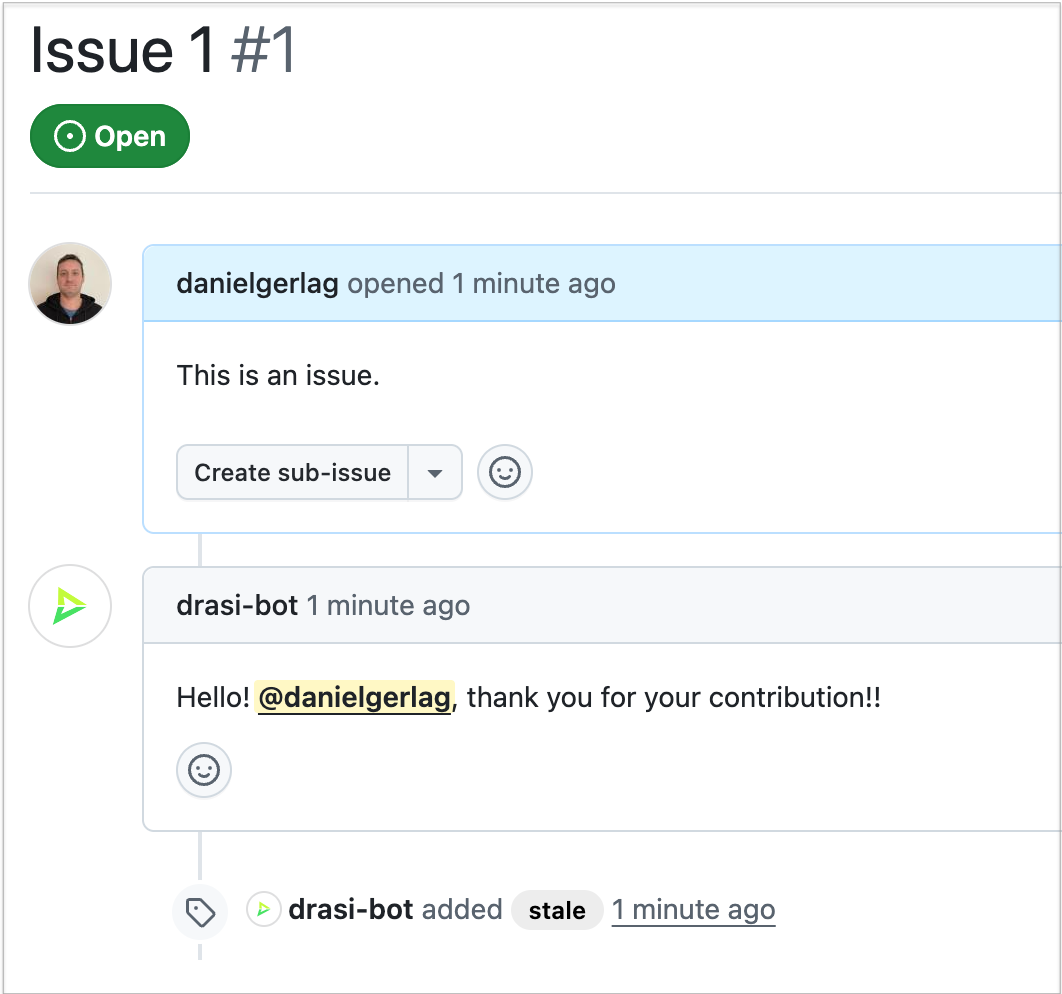 Issue 1 #1
Open
danielgerlag opened 1 minute ago
This is an issue.
Create sub-issue
drasi-bot 1 minute ago
Hello! @danielgerlag, thank you for your contribution!!
drasi-bot added stale 1 minute ago